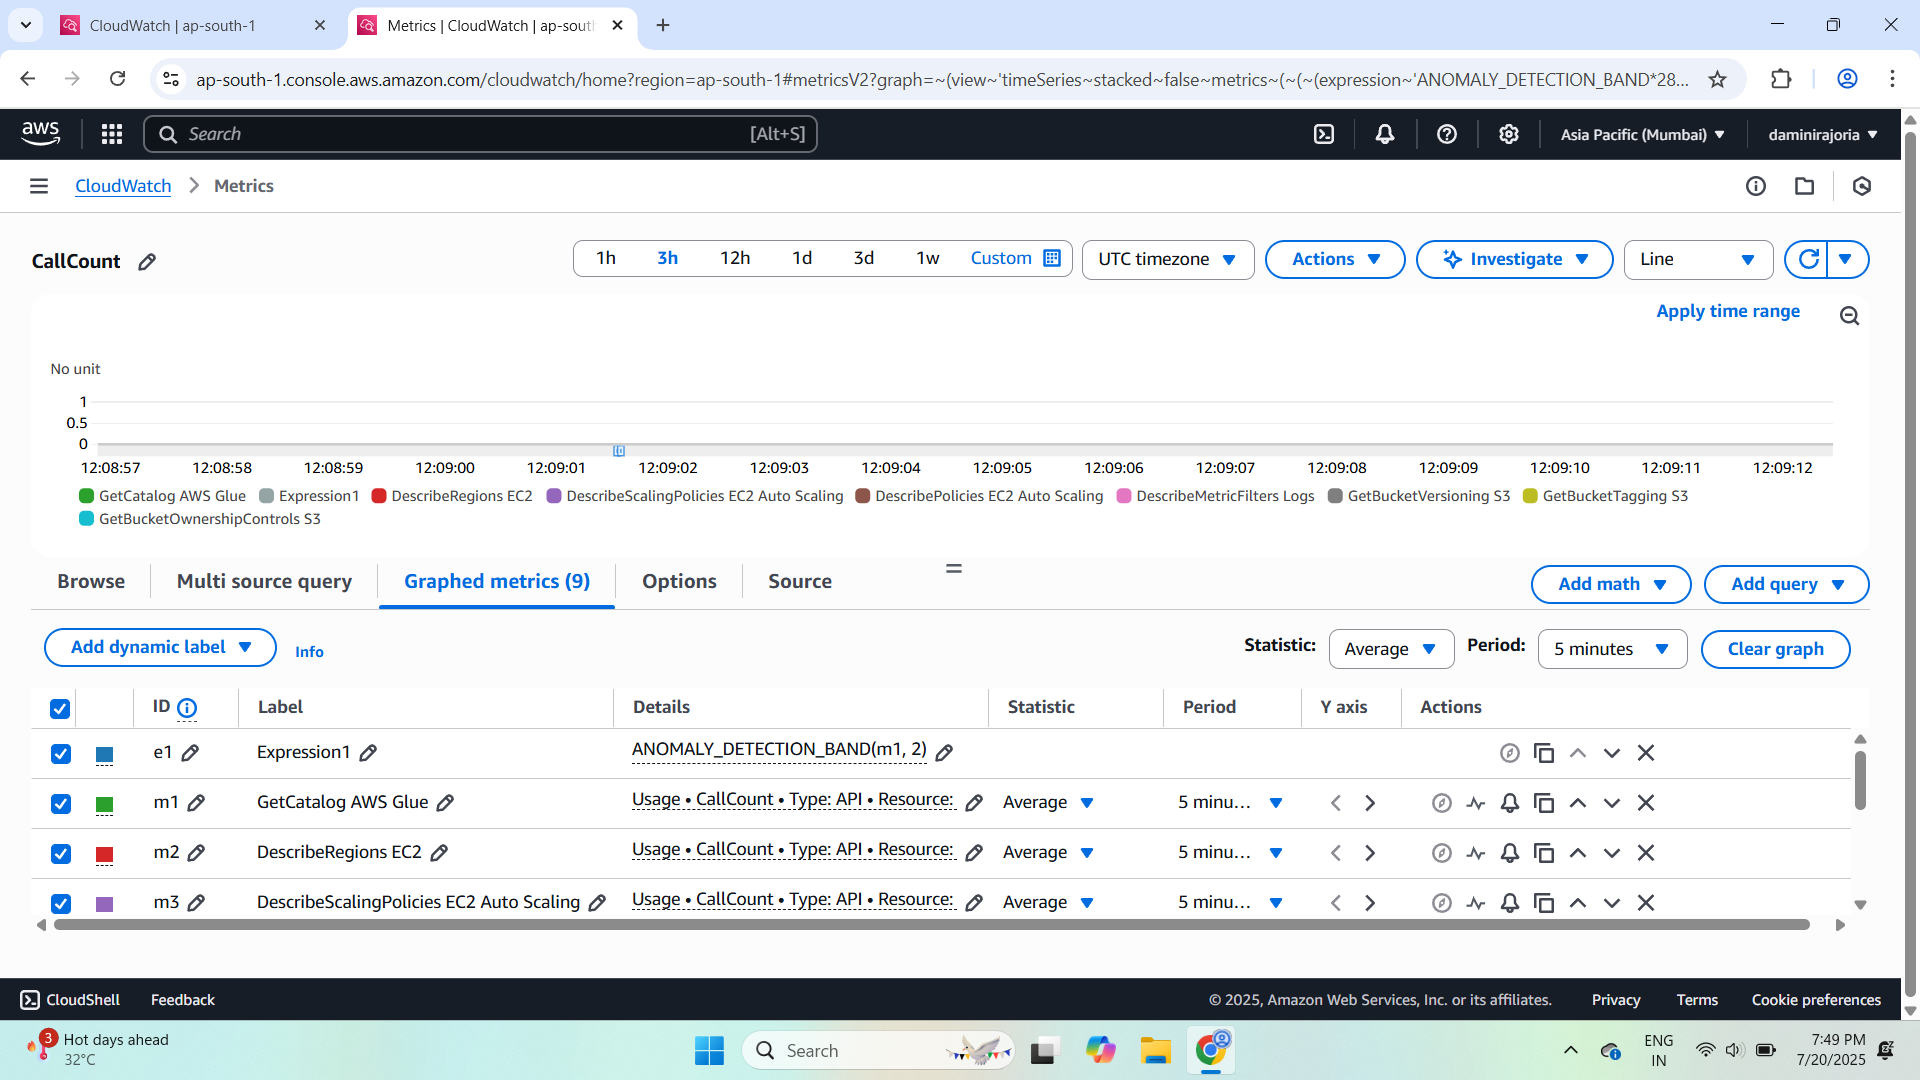 CloudWatch | ap-south-1
Metrics | CloudWatch | ap-south
ap-south-1.console.aws.amazon.com/cloudwatch/home?region=ap-south-1#metricsV2?graph=~(view~'timeSeries~stacked~false~metrics~(~(~(expression~'ANOMALY_DETECTION_BAND*28...
aws Search [Alt+S] Asia Pacific (Mumbai) daminirajoria
CloudWatch Metrics
CallCount 1h 3h 12h 1d 3d 1w Custom UTC timezone Actions Investigate Line
Apply time range
No unit
1
0.5
0
12:08:57 12:08:58 12:08:59 12:09:00 12:09:01 12:09:02 12:09:03 12:09:04 12:09:05 12:09:06 12:09:07 12:09:08 12:09:09 12:09:10 12:09:11 12:09:12
GetCatalog AWS Glue Expression1 DescribeRegions EC2 DescribeScalingPolicies EC2 Auto Scaling DescribePolicies EC2 Auto Scaling DescribeMetricFilters Logs GetBucketVersioning S3 GetBucketTagging S3
GetBucketOwnershipControls S3
Browse Multi source query Graphed metrics (9) Options Source Add math Add query
Add dynamic label Info Statistic: Average Period: 5 minutes Clear graph
ID Label Details Statistic Period Y axis Actions
e1 Expression1 ANOMALY_DETECTION_BAND(m1, 2)
m1 GetCatalog AWS Glue Usage • CallCount • Type: API • Resource: Average 5 minu...
m2 DescribeRegions EC2 Usage • CallCount • Type: API • Resource: Average 5 minu...
m3 DescribeScalingPolicies EC2 Auto Scaling Usage • CallCount • Type: API • Resource: Average 5 minu...
CloudShell Feedback © 2025, Amazon Web Services, Inc. or its affiliates. Privacy Terms Cookie preferences
3 Hot days ahead
32°C
Search
ENG
IN
7:49 PM
7/20/2025